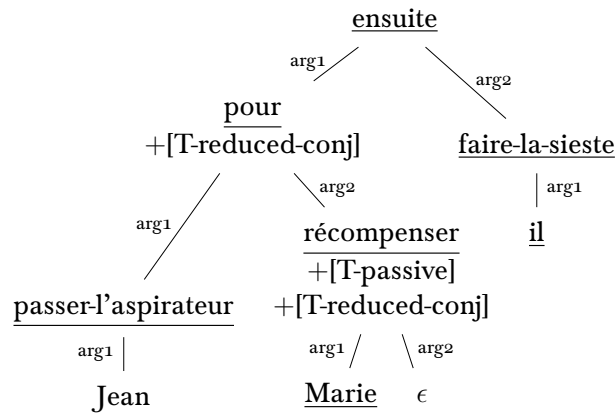 ensuite
arg1
arg2
pour
+[T-reduced-conj]
faire-la-sieste
arg1
arg2
arg1
récompenser
+[T-passive]
+[T-reduced-conj]
il
passer-l'aspirateur
arg1
arg1
arg2
Jean
Marie
ϵ